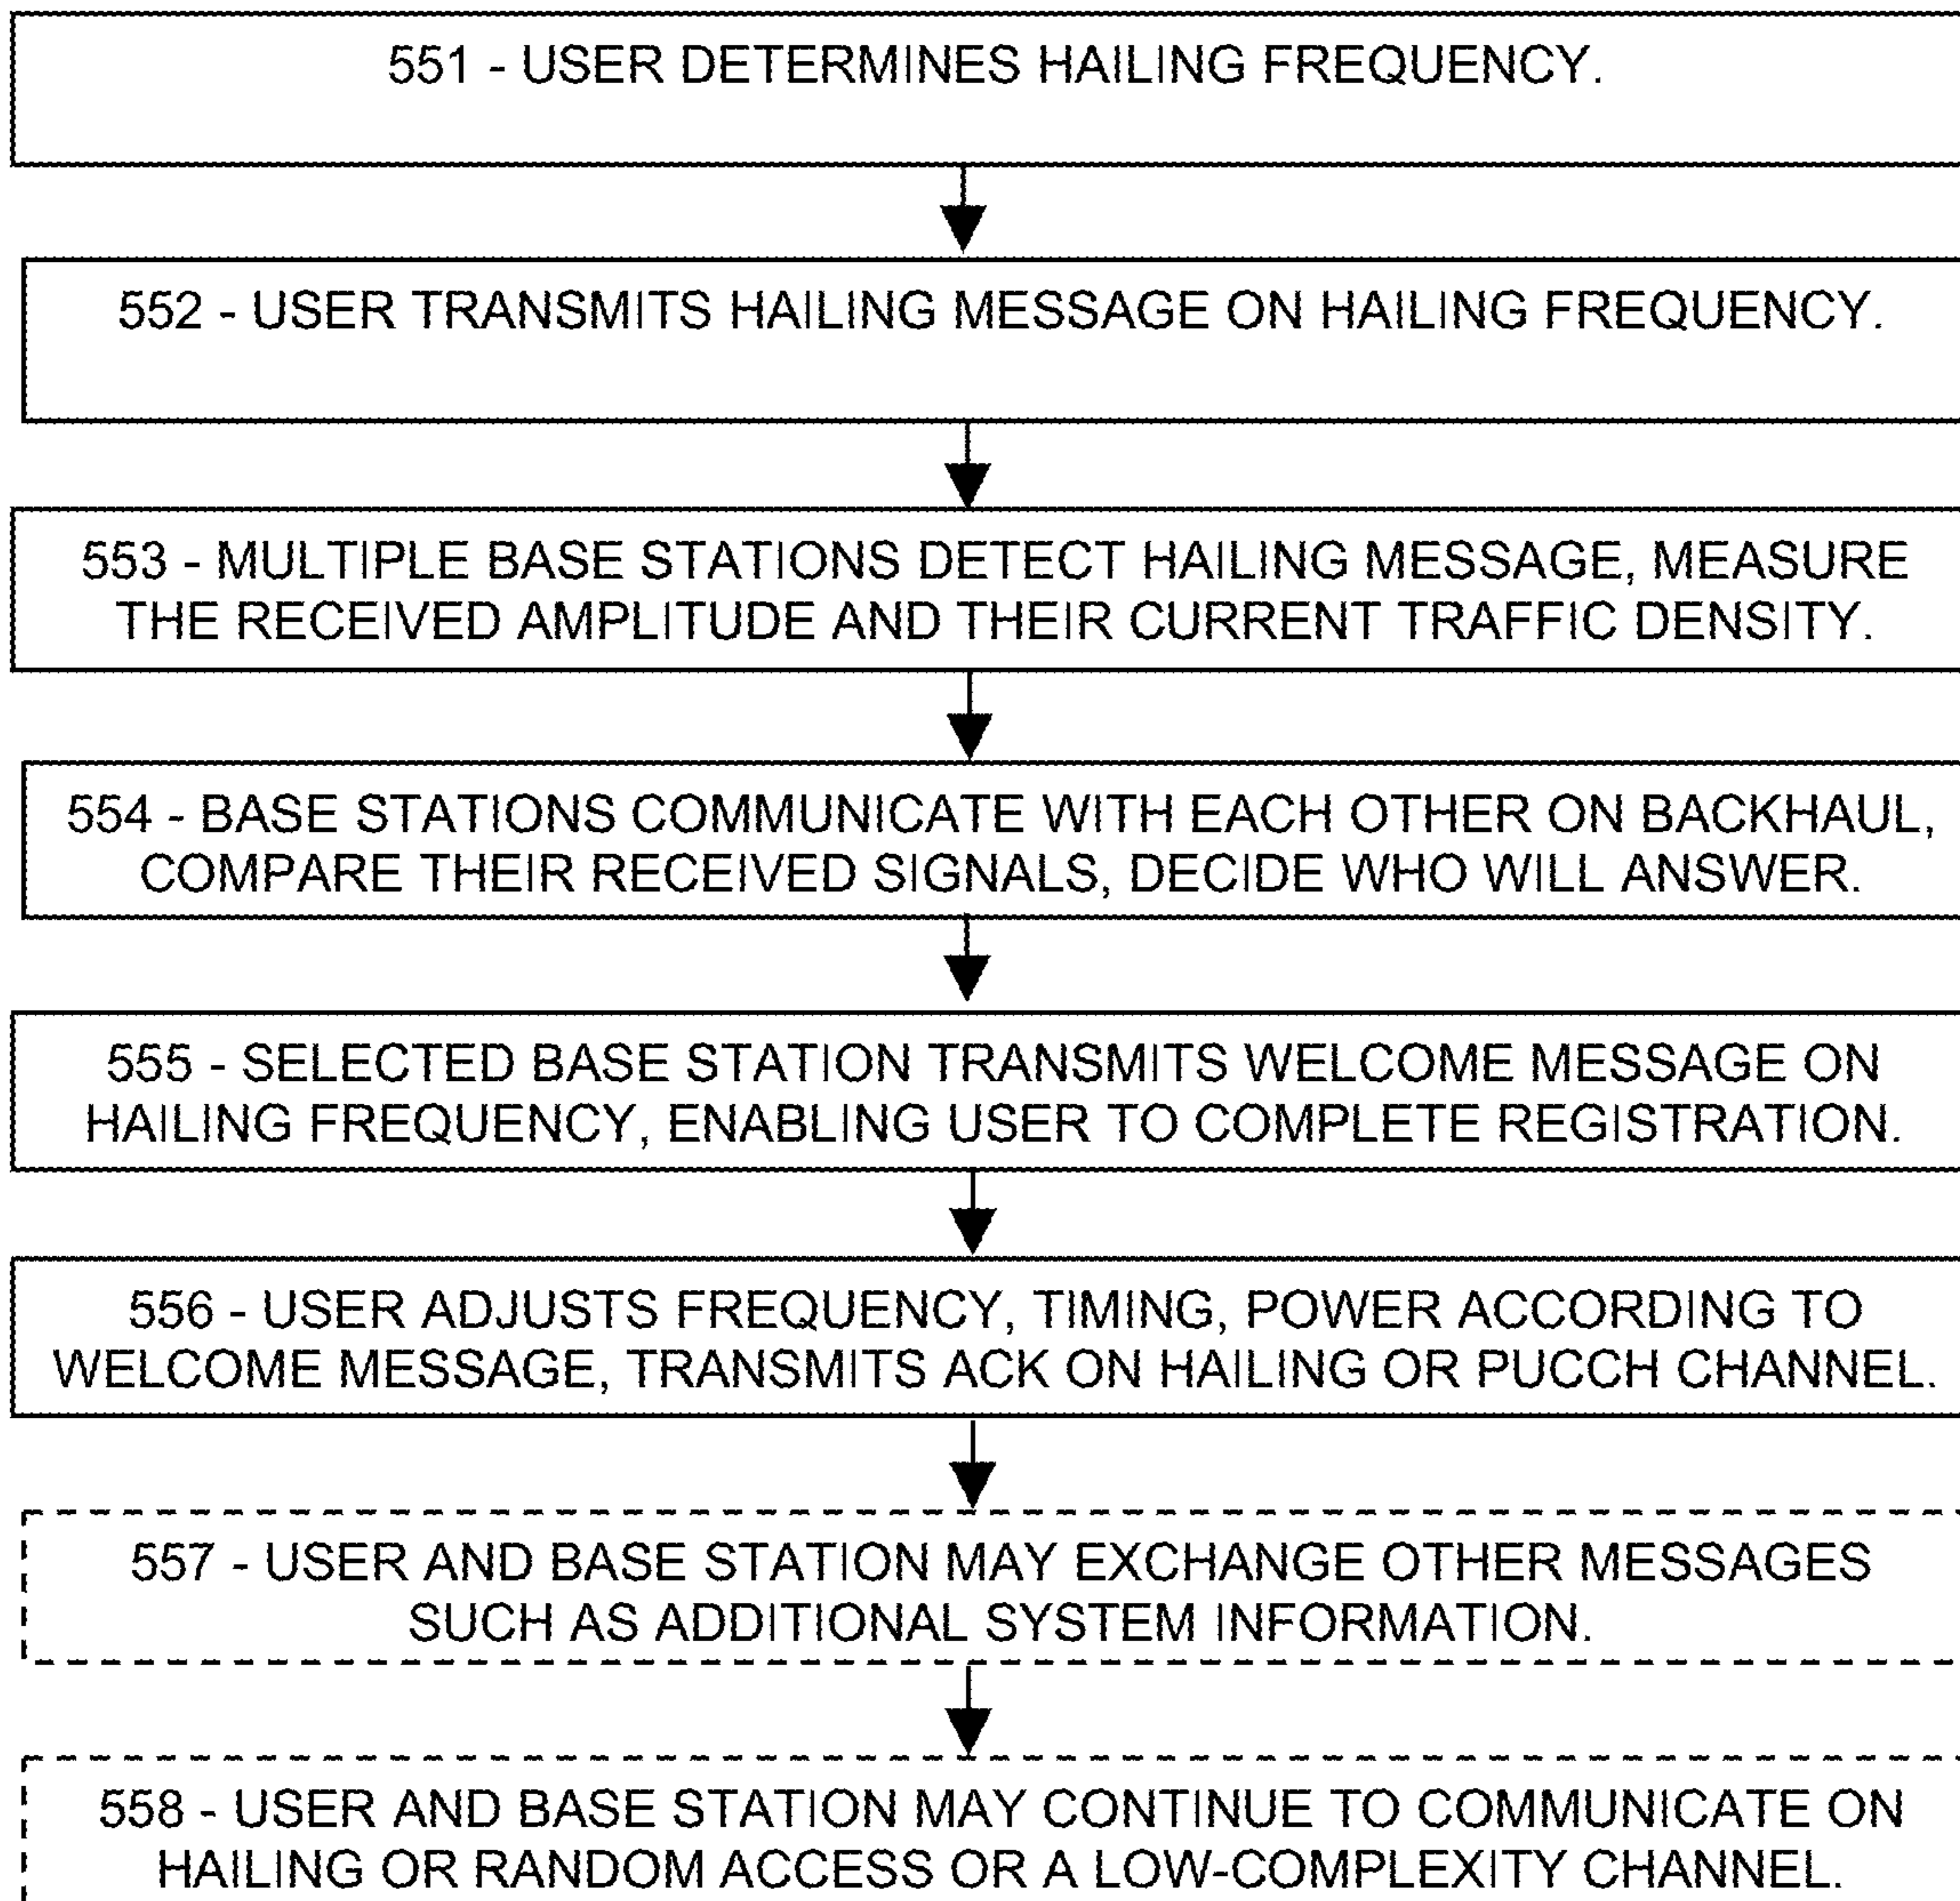 551 - USER DETERMINES HAILING FREQUENCY.
552 - USER TRANSMITS HAILING MESSAGE ON HAILING FREQUENCY.
553 - MULTIPLE BASE STATIONS DETECT HAILING MESSAGE, MEASURE
THE RECEIVED AMPLITUDE AND THEIR CURRENT TRAFFIC DENSITY.
554 - BASE STATIONS COMMUNICATE WITH EACH OTHER ON BACKHAUL,
COMPARE THEIR RECEIVED SIGNALS, DECIDE WHO WILL ANSWER.
555 - SELECTED BASE STATION TRANSMITS WELCOME MESSAGE ON
HAILING FREQUENCY, ENABLING USER TO COMPLETE REGISTRATION.
556 - USER ADJUSTS FREQUENCY, TIMING, POWER ACCORDING TO
WELCOME MESSAGE, TRANSMITS ACK ON HAILING OR PUCCH CHANNEL.
557 - USER AND BASE STATION MAY EXCHANGE OTHER MESSAGES
SUCH AS ADDITIONAL SYSTEM INFORMATION.
558 - USER AND BASE STATION MAY CONTINUE TO COMMUNICATE ON
HAILING OR RANDOM ACCESS OR A LOW-COMPLEXITY CHANNEL.